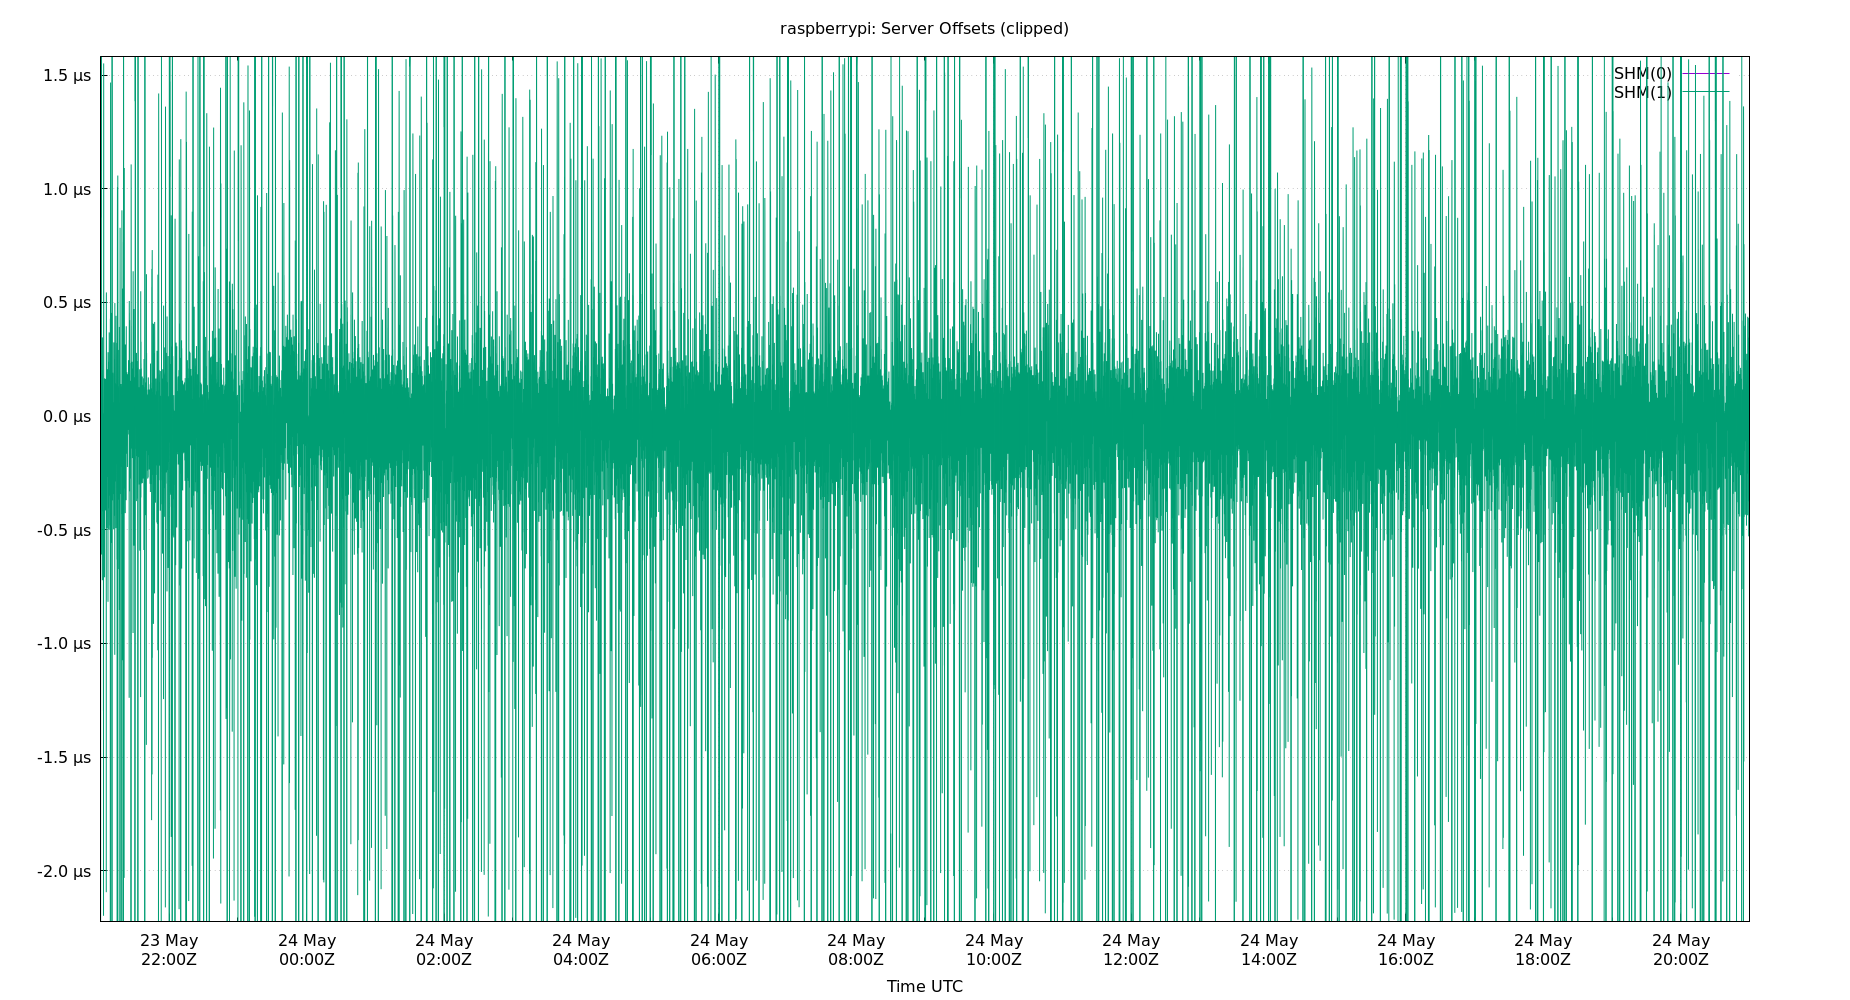 raspberrypi: Server Offsets (clipped)
1.5 µs
SHM(0)
SHM(1)
1.0 µs
0.5 µs
0.0 µs
-0.5 µs
-1.0 µs
-1.5 µs
-2.0 µs
23 May 24 May 24 May 24 May 24 May 24 May 24 May 24 May 24 May 24 May 24 May 24 May
22:00Z 00:00Z 02:00Z 04:00Z 06:00Z 08:00Z 10:00Z 12:00Z 14:00Z 16:00Z 18:00Z 20:00Z
Time UTC